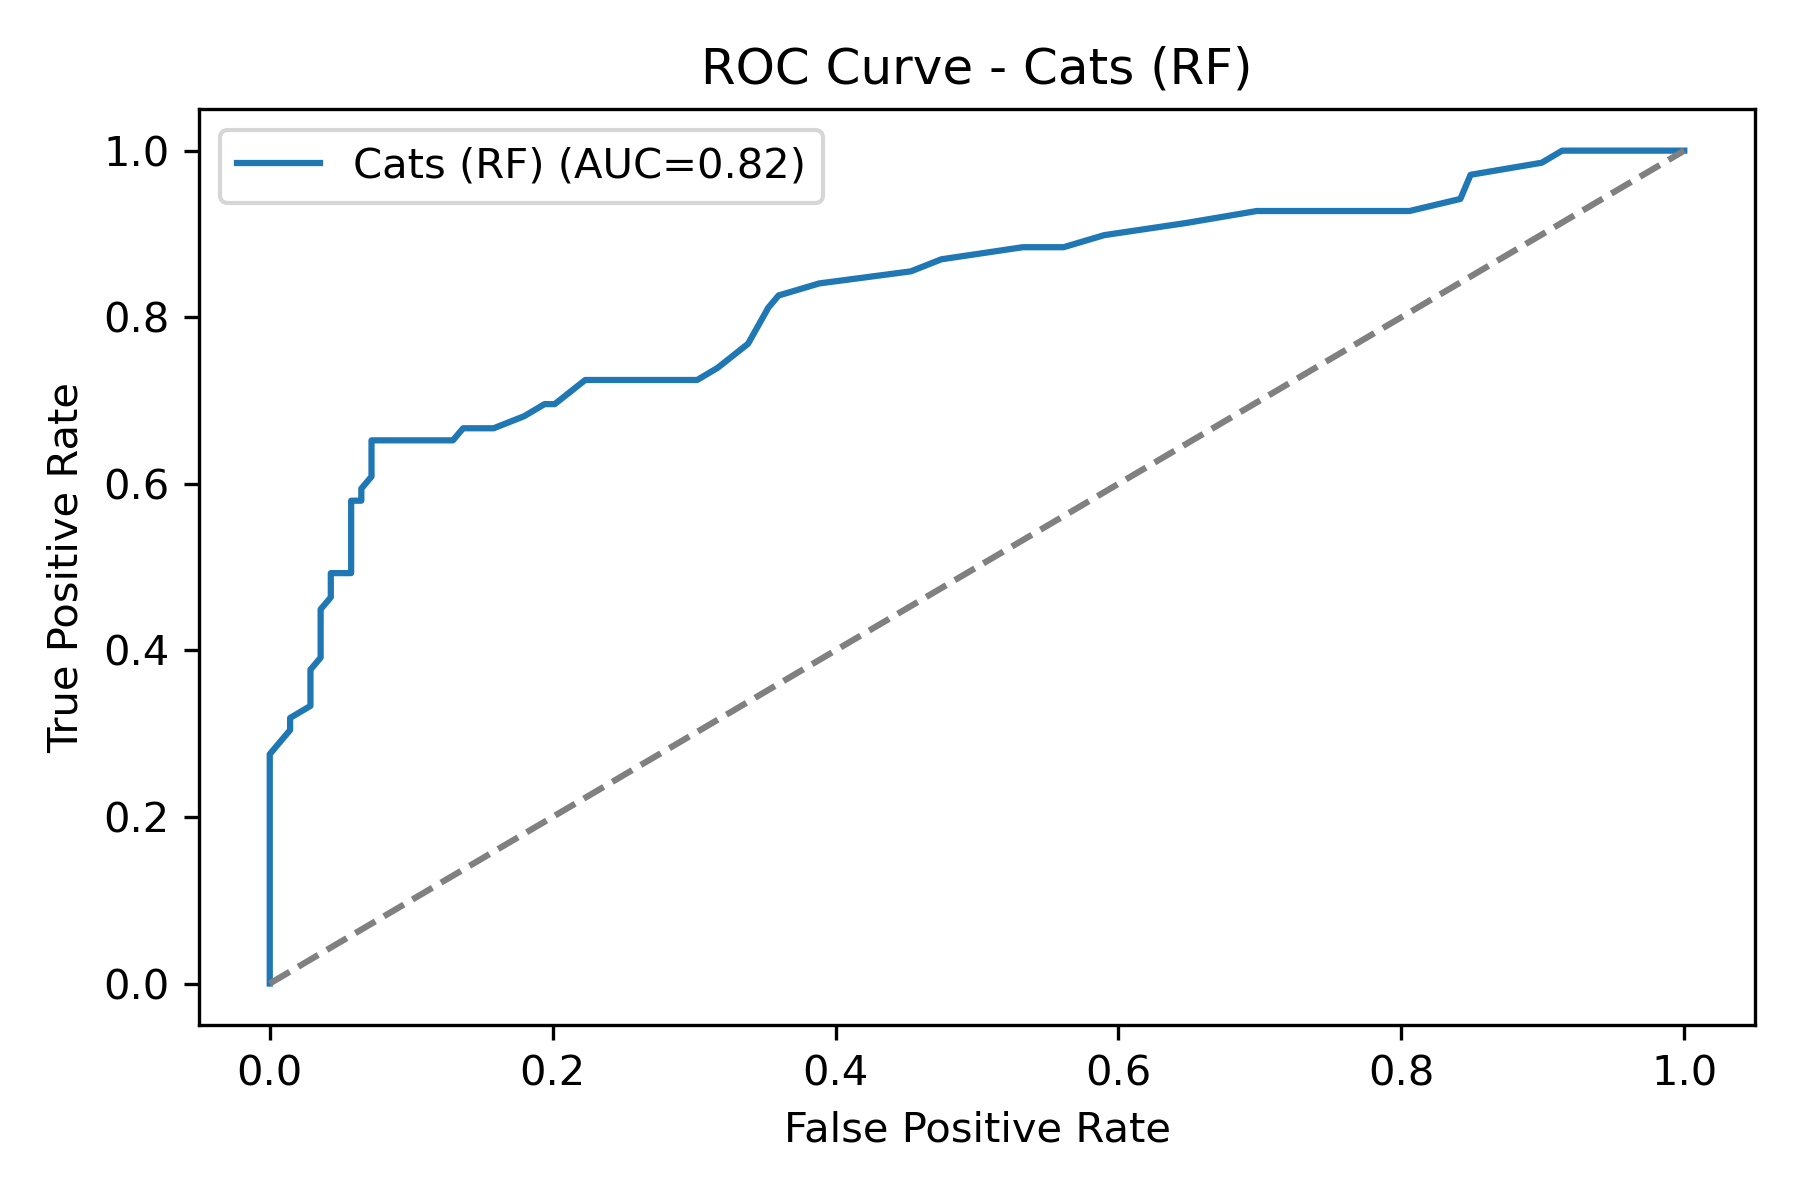 ROC Curve - Cats (RF)
Cats (RF) (AUC=0.82)
True Positive Rate
1.0
0.8
0.6
0.4
0.2
0.0
0.0 0.2 0.4 0.6 0.8 1.0
False Positive Rate